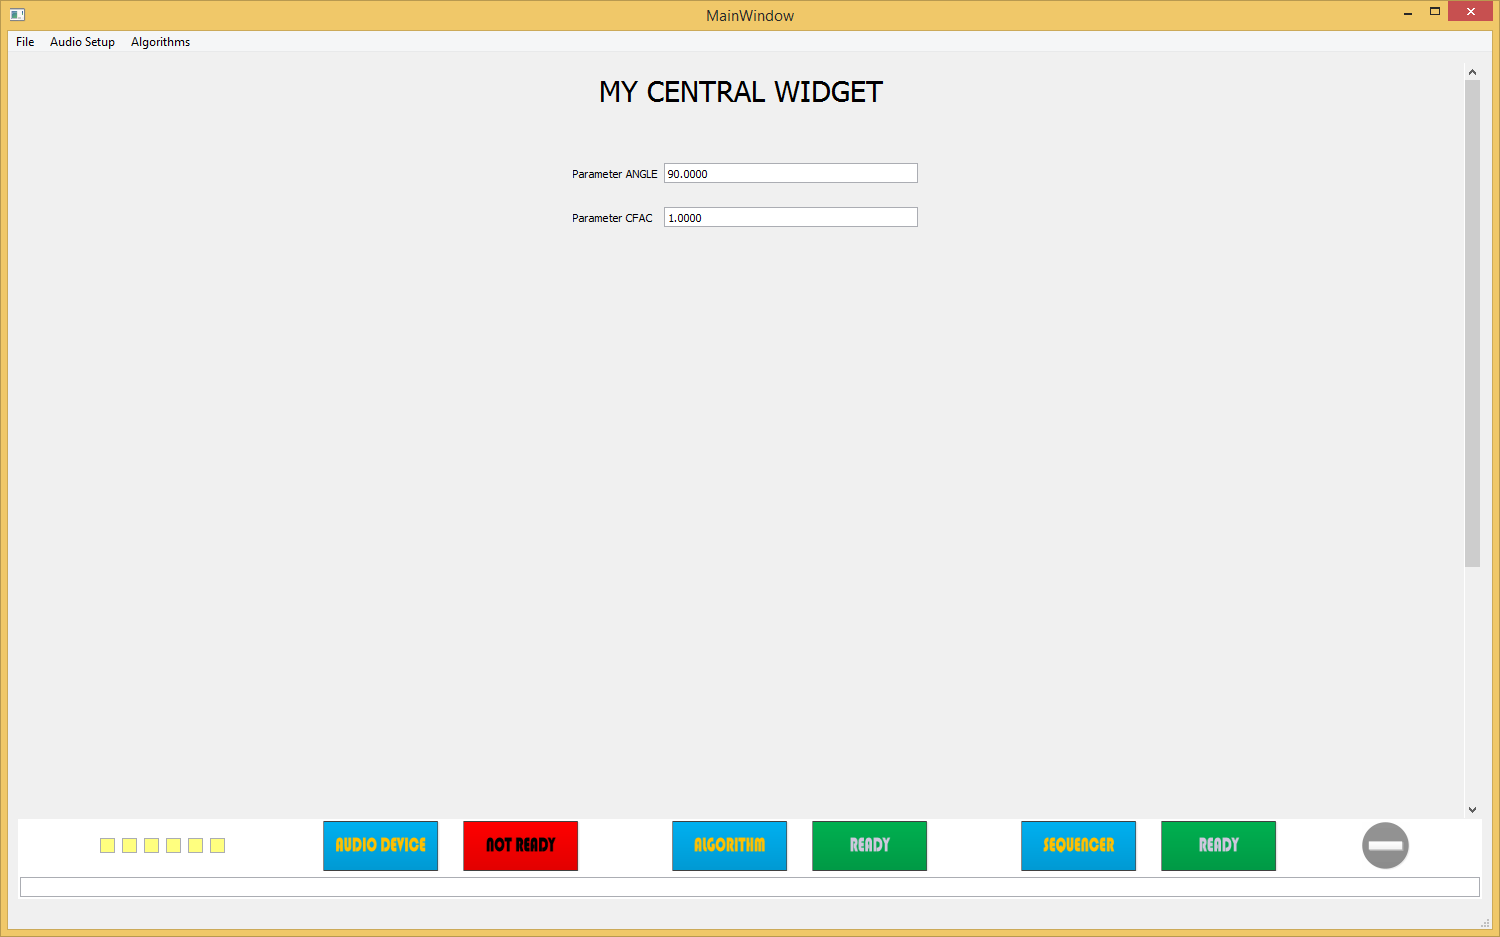 MainWindow
File Audio Setup Algorithms
MY CENTRAL WIDGET
Parameter ANGLE 90.0000
Parameter CFAC 1.0000
AUDIO DEVICE NOT READY ALGORITHM READY SEQUENCER READY